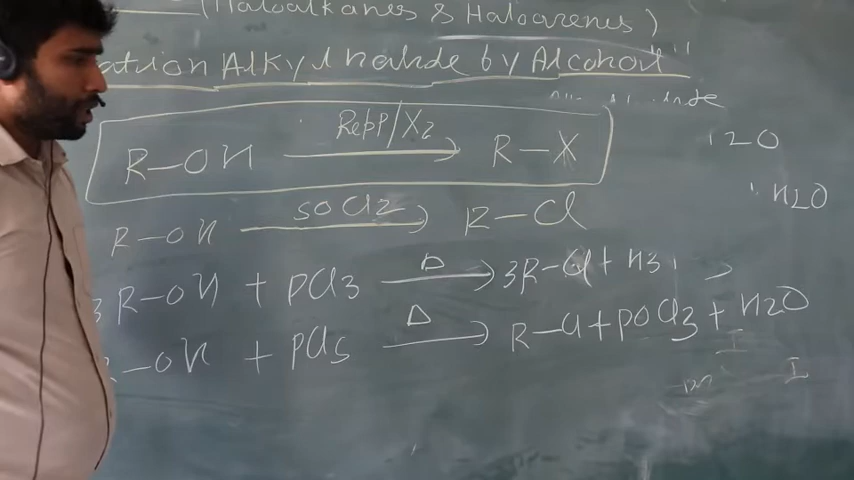 (Haloalkanes & Haloarenes)
ation Alkyl halide by Alcohol"
R-OH Red P/X2 → R-X
R-OH SOCl2 → R-Cl
3R-OH + PCl3 Δ → 3R-Cl + H3
R-OH + PCl5 Δ → R-Cl + POCl3 + H2O
H2O